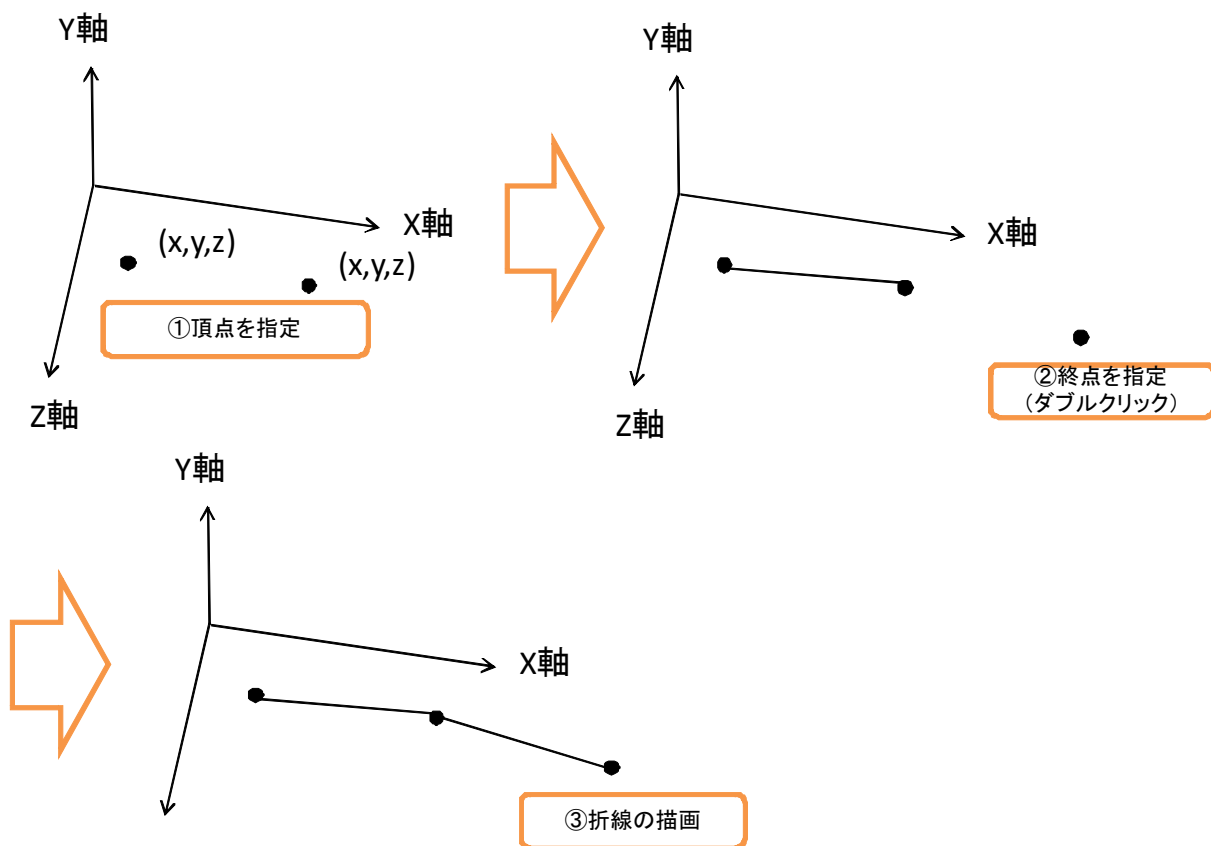 Y軸
X軸
(x,y,z)
(x,y,z)
①頂点を指定
Z軸
Y軸
X軸
②終点を指定
(ダブルクリック)
Z軸
Y軸
X軸
③折線の描画